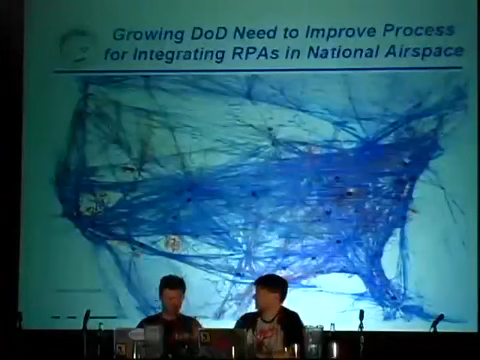 Growing DoD Need to Improve Process
for Integrating RPAs in National Airspace